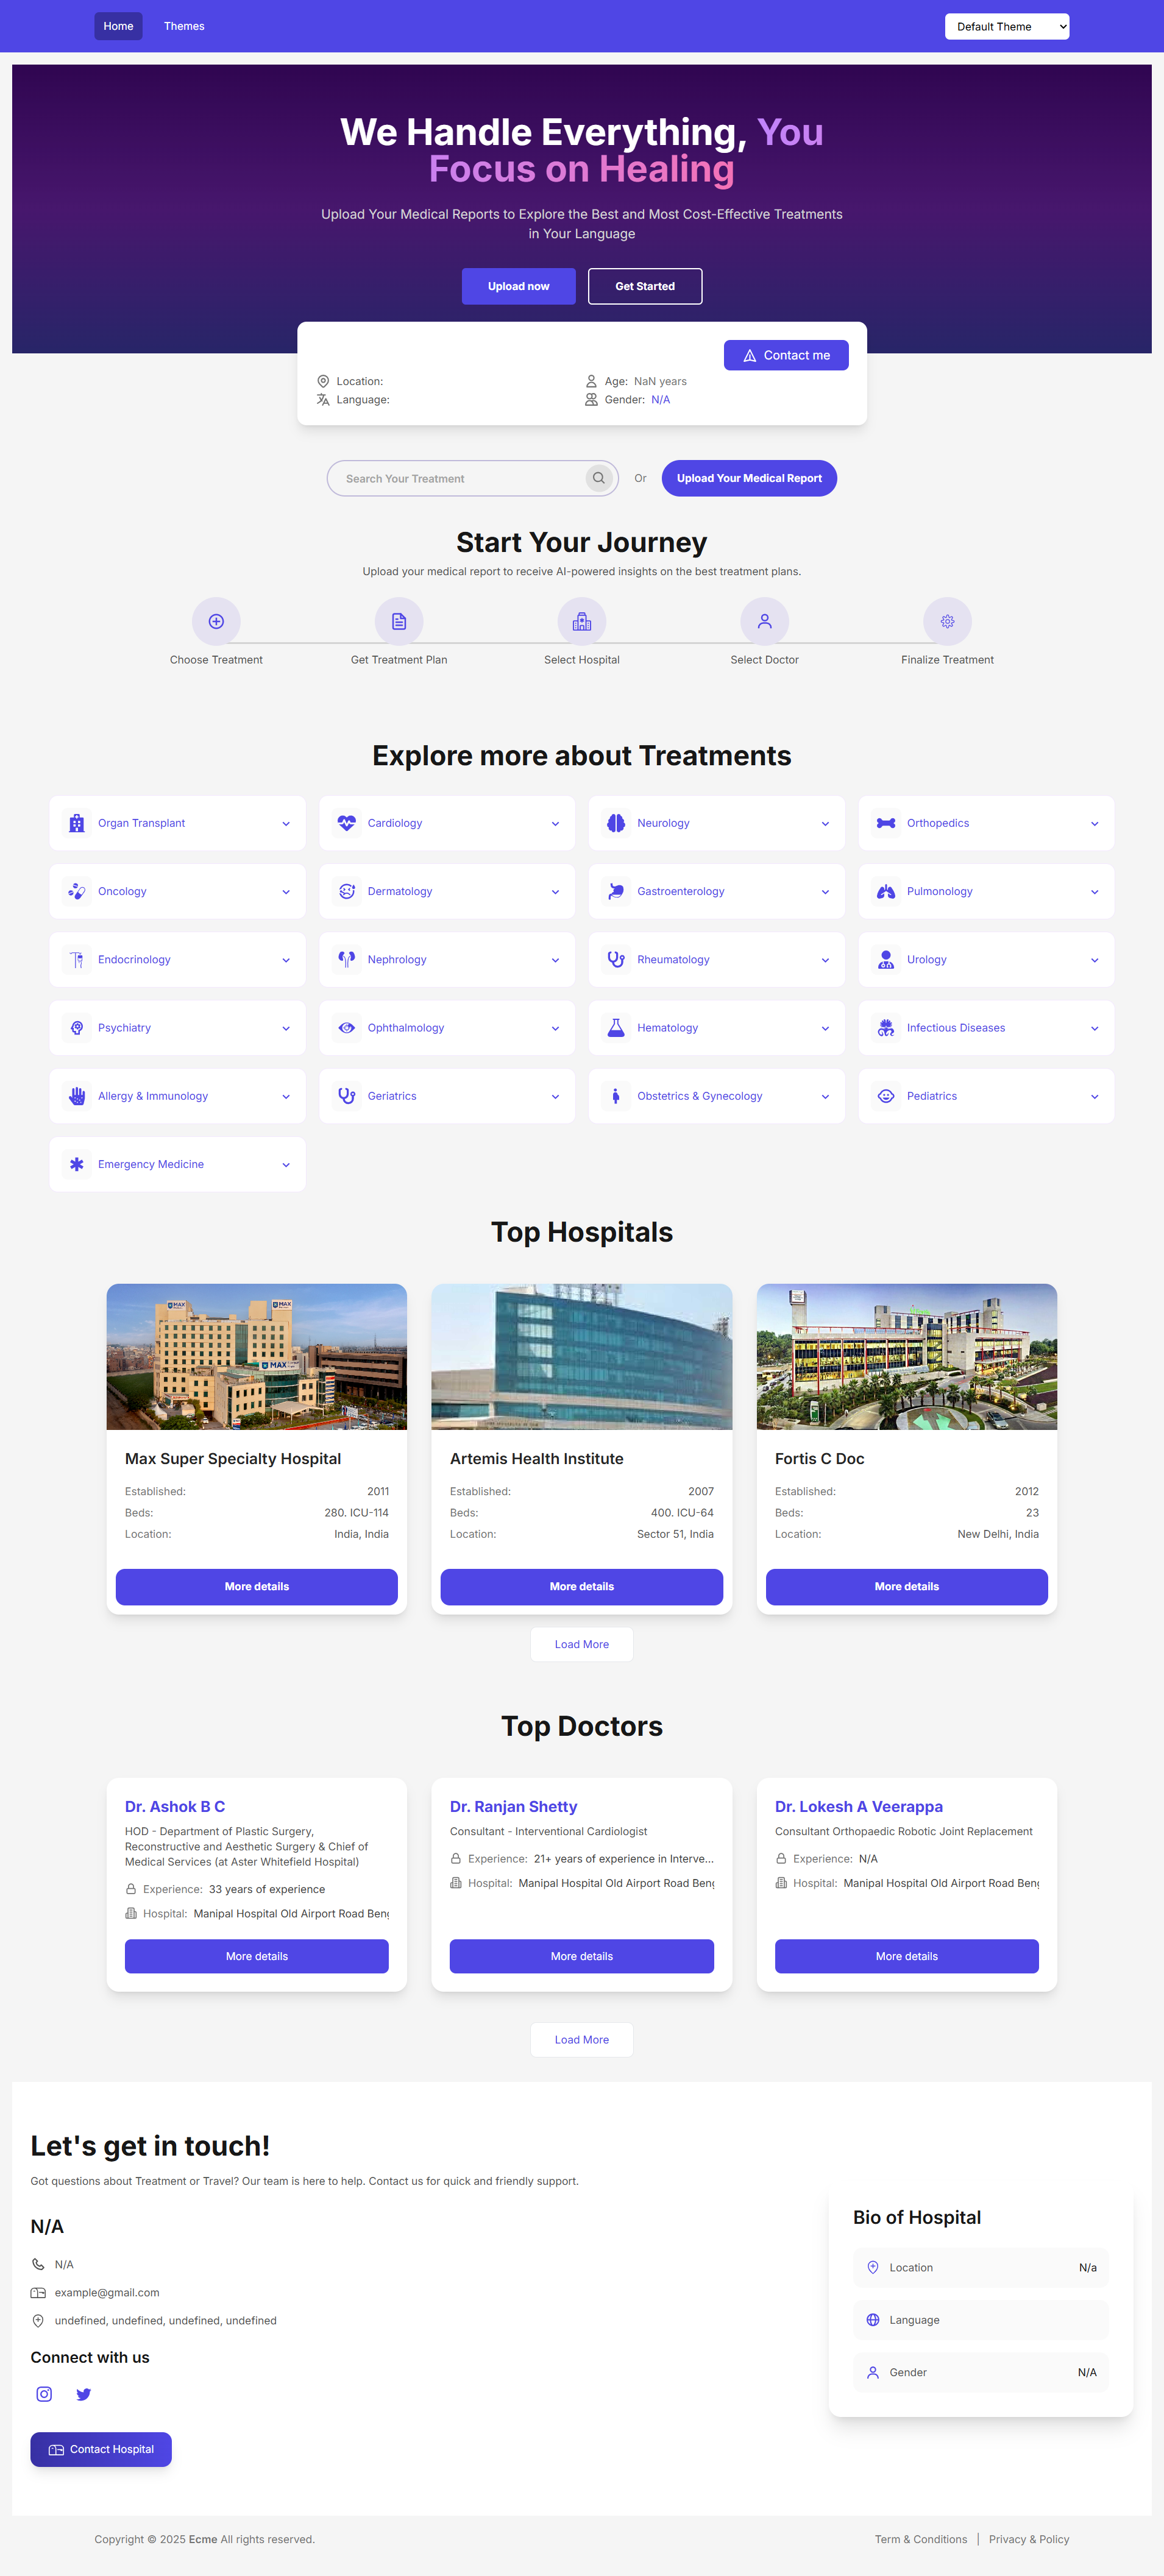 Home
Themes
Default Theme
We Handle Everything, You
Focus on Healing
Upload Your Medical Reports to Explore the Best and Most Cost-Effective Treatments
in Your Language
Upload now
Get Started
Contact me
Location:
Age: NaN years
Language:
Gender: N/A
Search Your Treatment
Or
Upload Your Medical Report
Start Your Journey
Upload your medical report to receive AI-powered insights on the best treatment plans.
Choose Treatment
Get Treatment Plan
Select Hospital
Select Doctor
Finalize Treatment
Explore more about Treatments
Organ Transplant
Cardiology
Neurology
Orthopedics
Oncology
Dermatology
Gastroenterology
Pulmonology
Endocrinology
Nephrology
Rheumatology
Urology
Psychiatry
Ophthalmology
Hematology
Infectious Diseases
Allergy & Immunology
Geriatrics
Obstetrics & Gynecology
Pediatrics
Emergency Medicine
Top Hospitals
MAX
MAX
MAX
Max Super Specialty Hospital
Established: 2011
Beds: 280. ICU-114
Location: India, India
More details
Artemis Health Institute
Established: 2007
Beds: 400. ICU-64
Location: Sector 51, India
More details
Fortis C Doc
Established: 2012
Beds: 23
Location: New Delhi, India
More details
Load More
Top Doctors
Dr. Ashok B C
HOD - Department of Plastic Surgery,
Reconstructive and Aesthetic Surgery & Chief of
Medical Services (at Aster Whitefield Hospital)
Experience: 33 years of experience
Hospital: Manipal Hospital Old Airport Road Beng
More details
Dr. Ranjan Shetty
Consultant - Interventional Cardiologist
Experience: 21+ years of experience in Interve...
Hospital: Manipal Hospital Old Airport Road Beng
More details
Dr. Lokesh A Veerappa
Consultant Orthopaedic Robotic Joint Replacement
Experience: N/A
Hospital: Manipal Hospital Old Airport Road Beng
More details
Load More
Let's get in touch!
Got questions about Treatment or Travel? Our team is here to help. Contact us for quick and friendly support.
N/A
N/A
example@gmail.com
undefined, undefined, undefined, undefined
Connect with us
Contact Hospital
Bio of Hospital
Location N/a
Language
Gender N/A
Copyright © 2025 Ecme All rights reserved.
Term & Conditions | Privacy & Policy